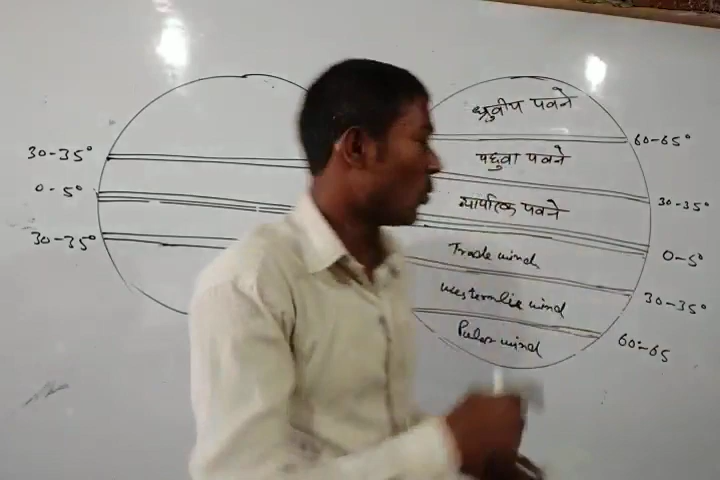 30-35°
0-5°
30-35°
ध्रुवीय पवने
60-65°
पछुवा पवने
30-35°
व्यापारिक पवने
0-5°
Trade wind
30-35°
westernlie wind
60-65
Polar wind